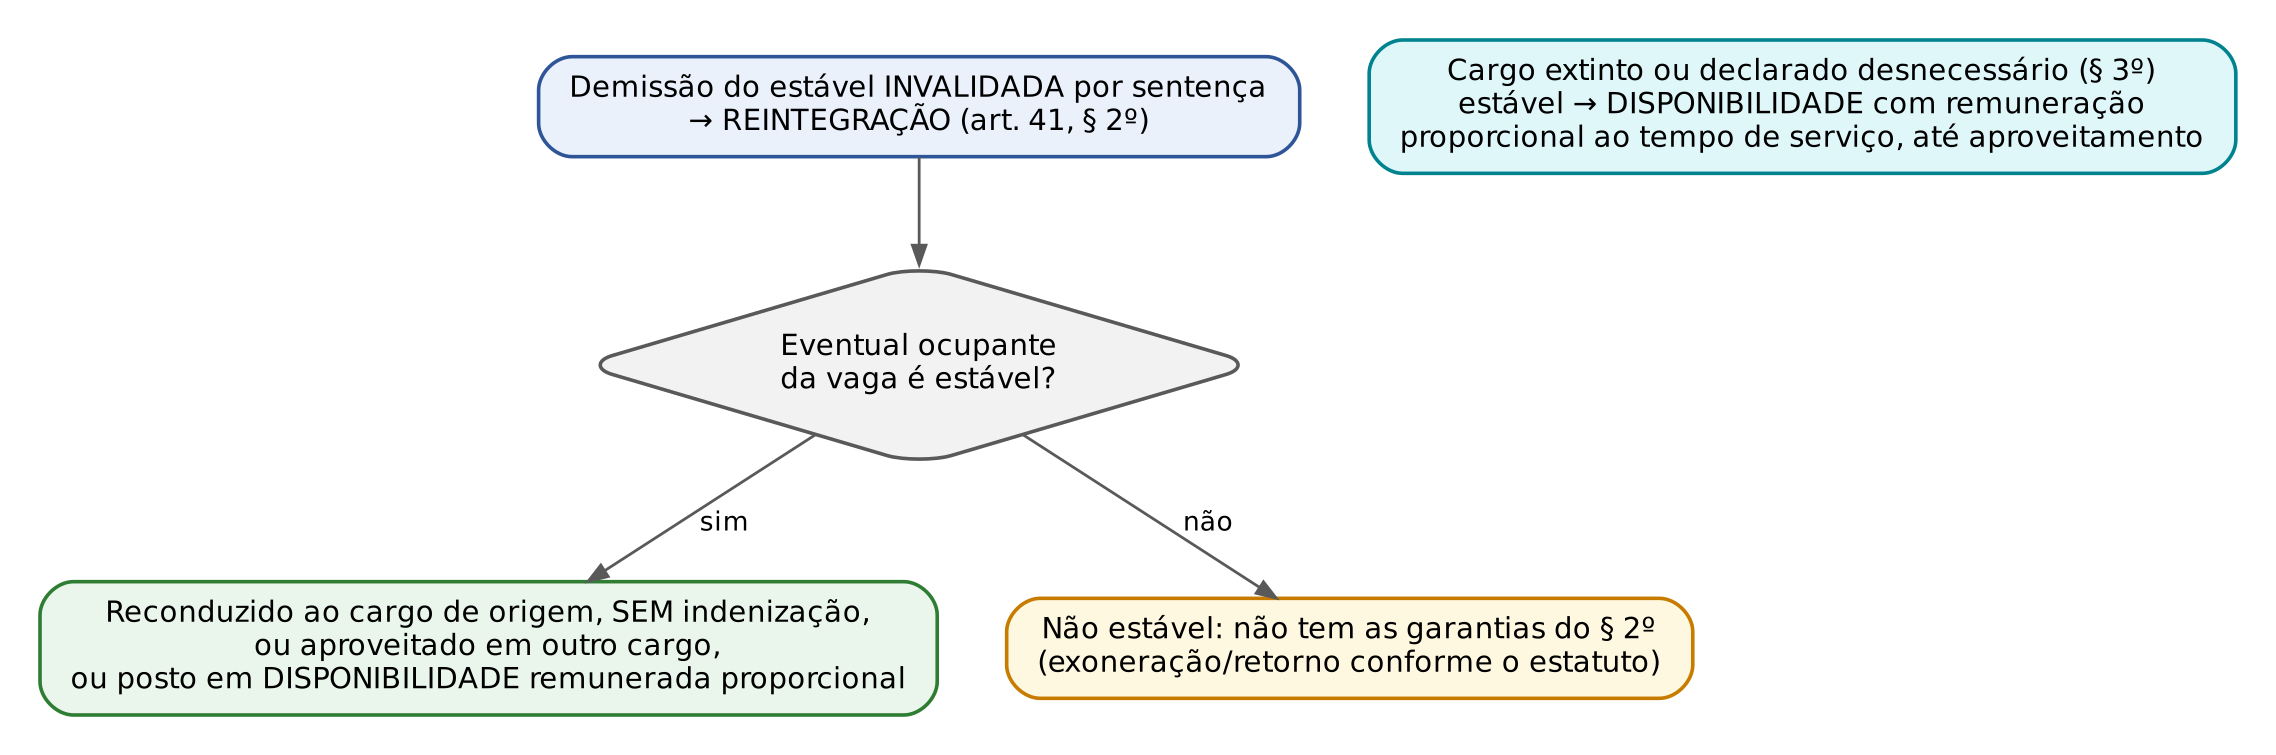 Demissão do estável INVALIDADA por sentença
→ REINTEGRAÇÃO (art. 41, § 2º)
Cargo extinto ou declarado desnecessário (§ 3º)
estável → DISPONIBILIDADE com remuneração
proporcional ao tempo de serviço, até aproveitamento
Eventual ocupante
da vaga é estável?
sim
não
Reconduzido ao cargo de origem, SEM indenização,
ou aproveitado em outro cargo,
ou posto em DISPONIBILIDADE remunerada proporcional
Não estável: não tem as garantias do § 2º
(exoneração/retorno conforme o estatuto)